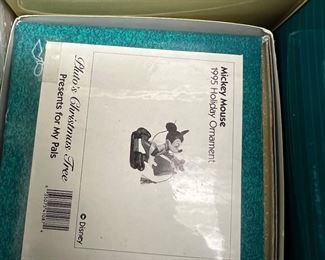 Mickey Mouse
1995 Holiday Ornament
Pluto's Christmas Tree
Presents for My Pals
© Disney